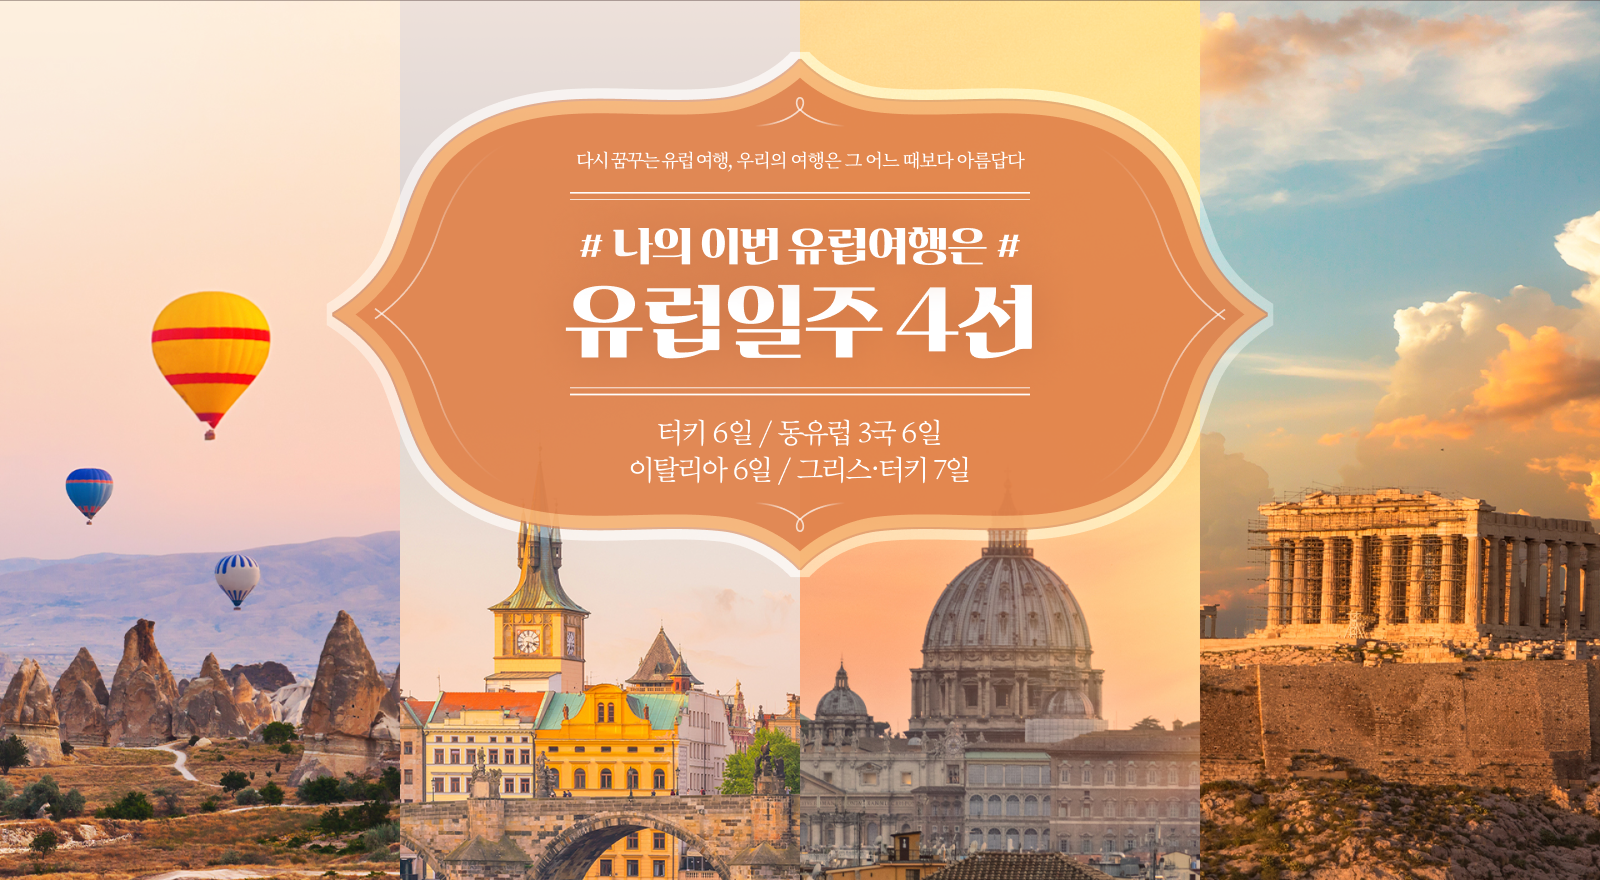 다시 꿈꾸는 유럽 여행, 우리의 여행은 그 어느 때보다 아름답다
# 나의 이번 유럽여행은 #
유럽일주 4선
터키 6일 / 동유럽 3국 6일
이탈리아 6일 / 그리스·터키 7일